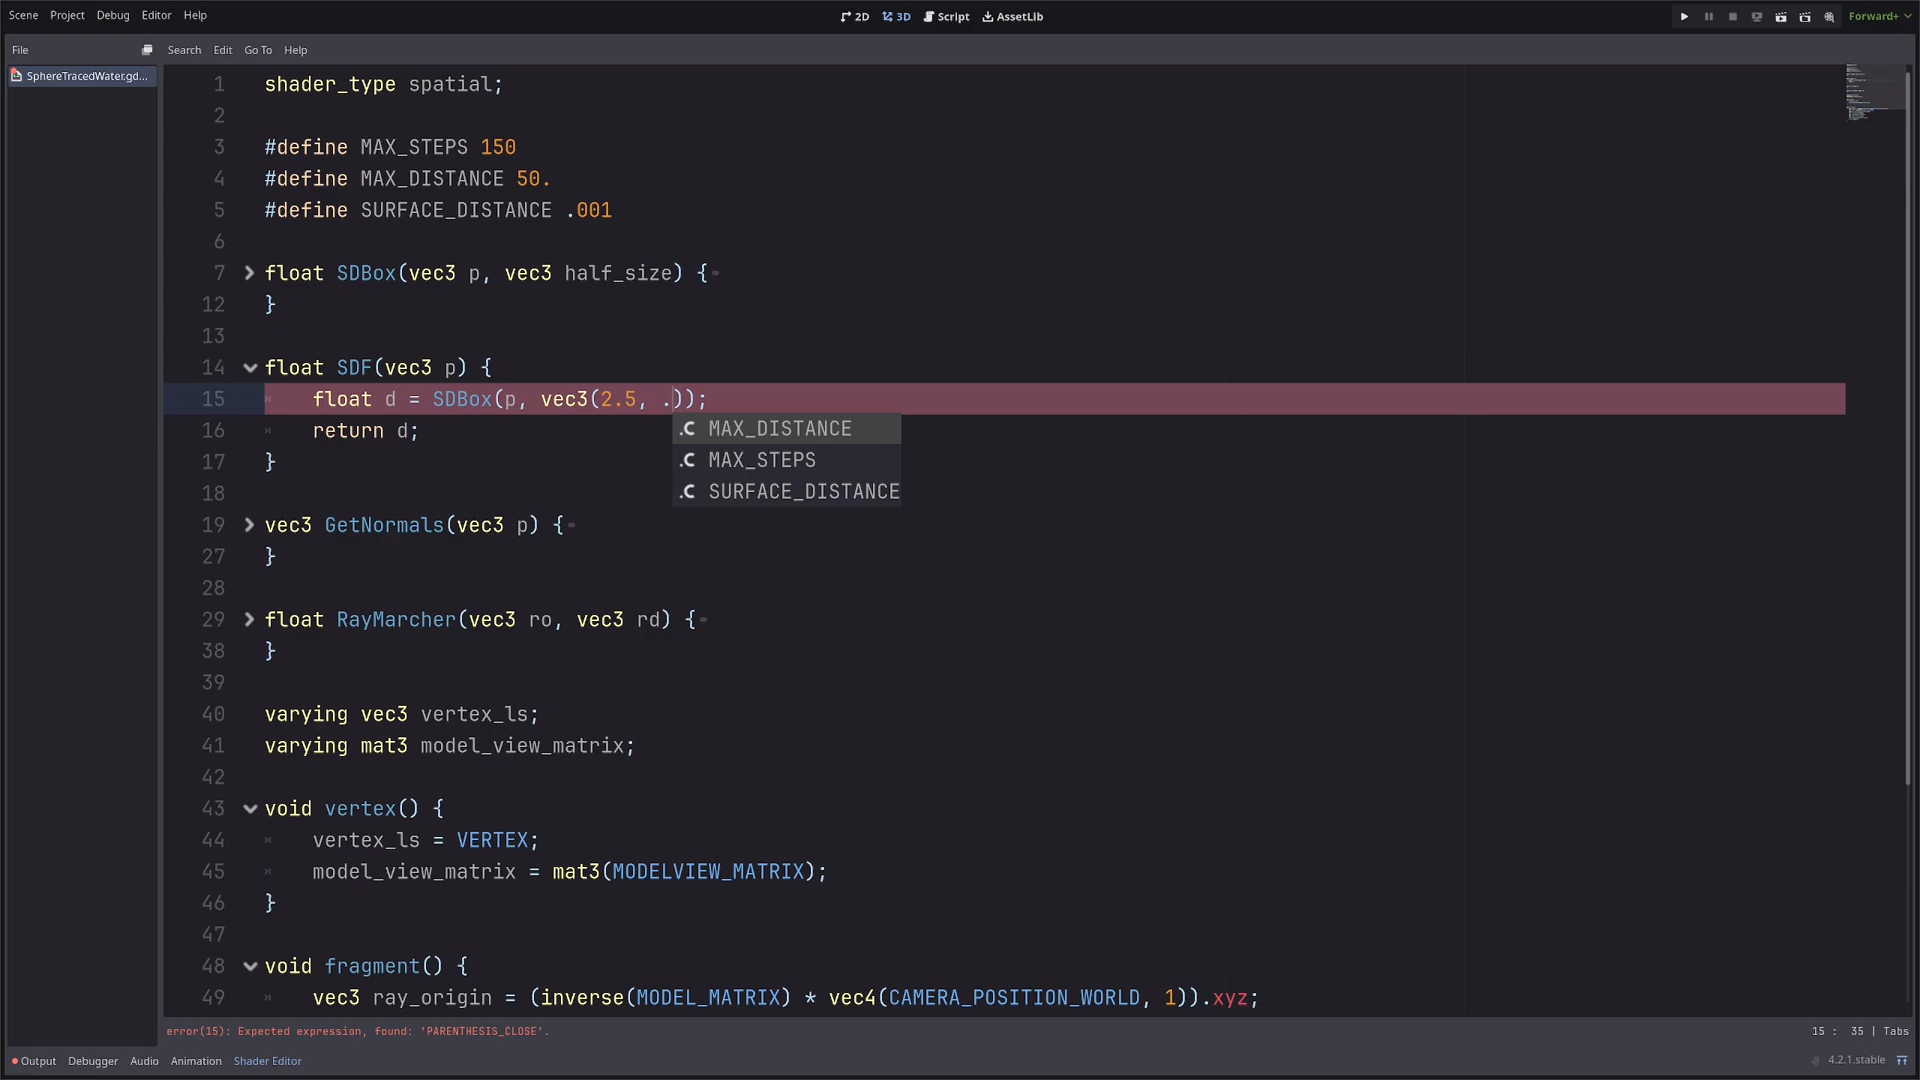 Scene Project Debug Editor Help
2D 3D Script AssetLib
Forward+
File
Search Edit Go To Help
SphereTracedWater.gd...
1 shader_type spatial;
2
3 #define MAX_STEPS 150
4 #define MAX_DISTANCE 50.
5 #define SURFACE_DISTANCE .001
6
7 float SDBox(vec3 p, vec3 half_size) {
12 }
13
14 float SDF(vec3 p) {
15 float d = SDBox(p, vec3(2.5, .));
.C MAX_DISTANCE
16 return d;
.C MAX_STEPS
17 }
.C SURFACE_DISTANCE
18
19 vec3 GetNormals(vec3 p) {
27 }
28
29 float RayMarcher(vec3 ro, vec3 rd) {
38 }
39
40 varying vec3 vertex_ls;
41 varying mat3 model_view_matrix;
42
43 void vertex() {
44 vertex_ls = VERTEX;
45 model_view_matrix = mat3(MODELVIEW_MATRIX);
46 }
47
48 void fragment() {
49 vec3 ray_origin = (inverse(MODEL_MATRIX) * vec4(CAMERA_POSITION_WORLD, 1)).xyz;
error(15): Expected expression, found: 'PARENTHESIS_CLOSE'.
15 : 35 | Tabs
Output Debugger Audio Animation Shader Editor
4.2.1.stable